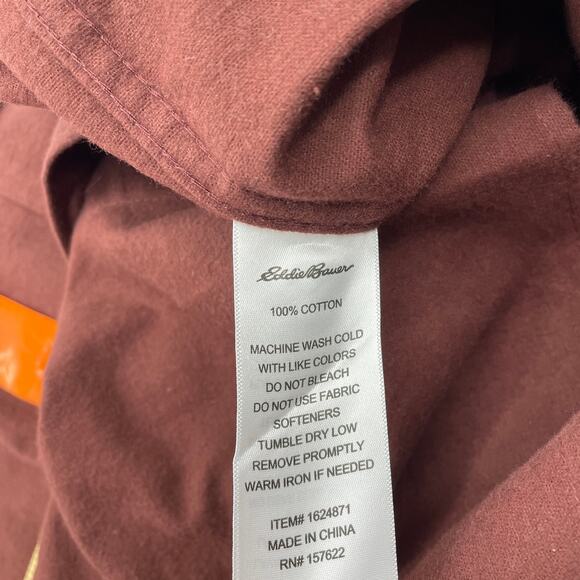 Eddie Bauer
100% COTTON
MACHINE WASH COLD
WITH LIKE COLORS
DO NOT BLEACH
DO NOT USE FABRIC
SOFTENERS
TUMBLE DRY LOW
REMOVE PROMPTLY
WARM IRON IF NEEDED
ITEM# 1624871
MADE IN CHINA
RN# 157622